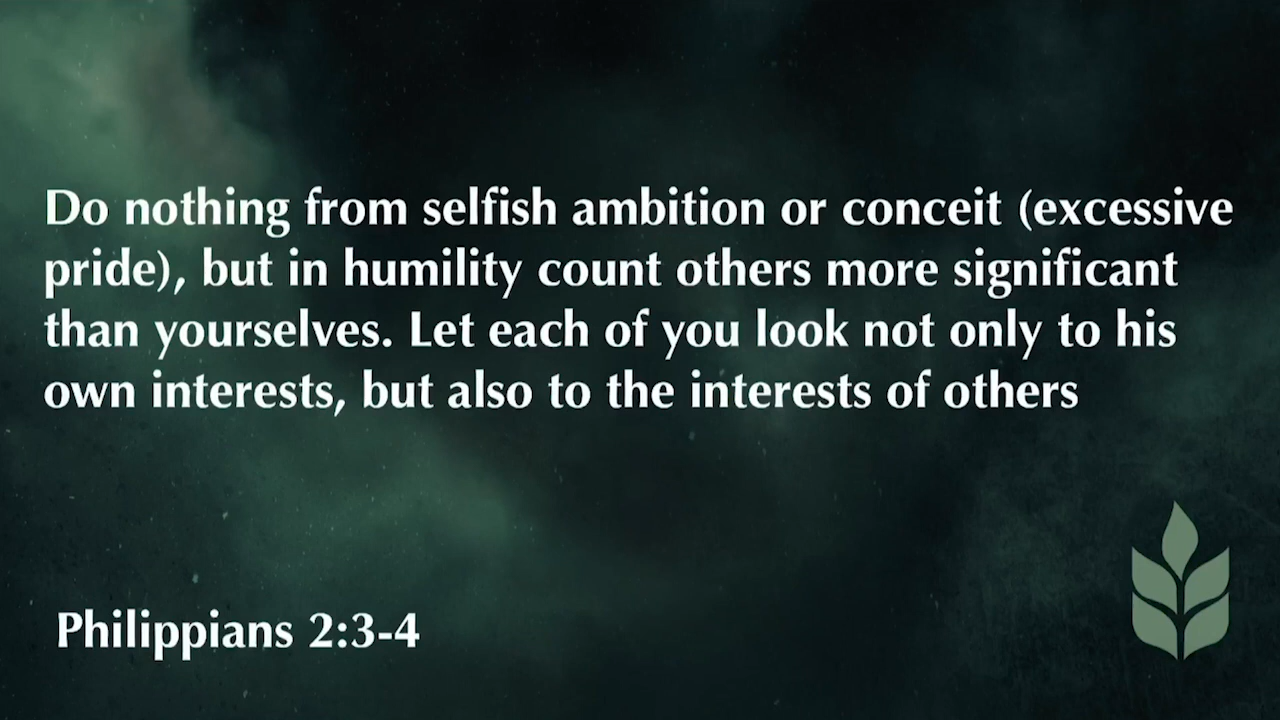 Do nothing from selfish ambition or conceit (excessive
pride), but in humility count others more significant
than yourselves. Let each of you look not only to his
own interests, but also to the interests of others
Philippians 2:3-4